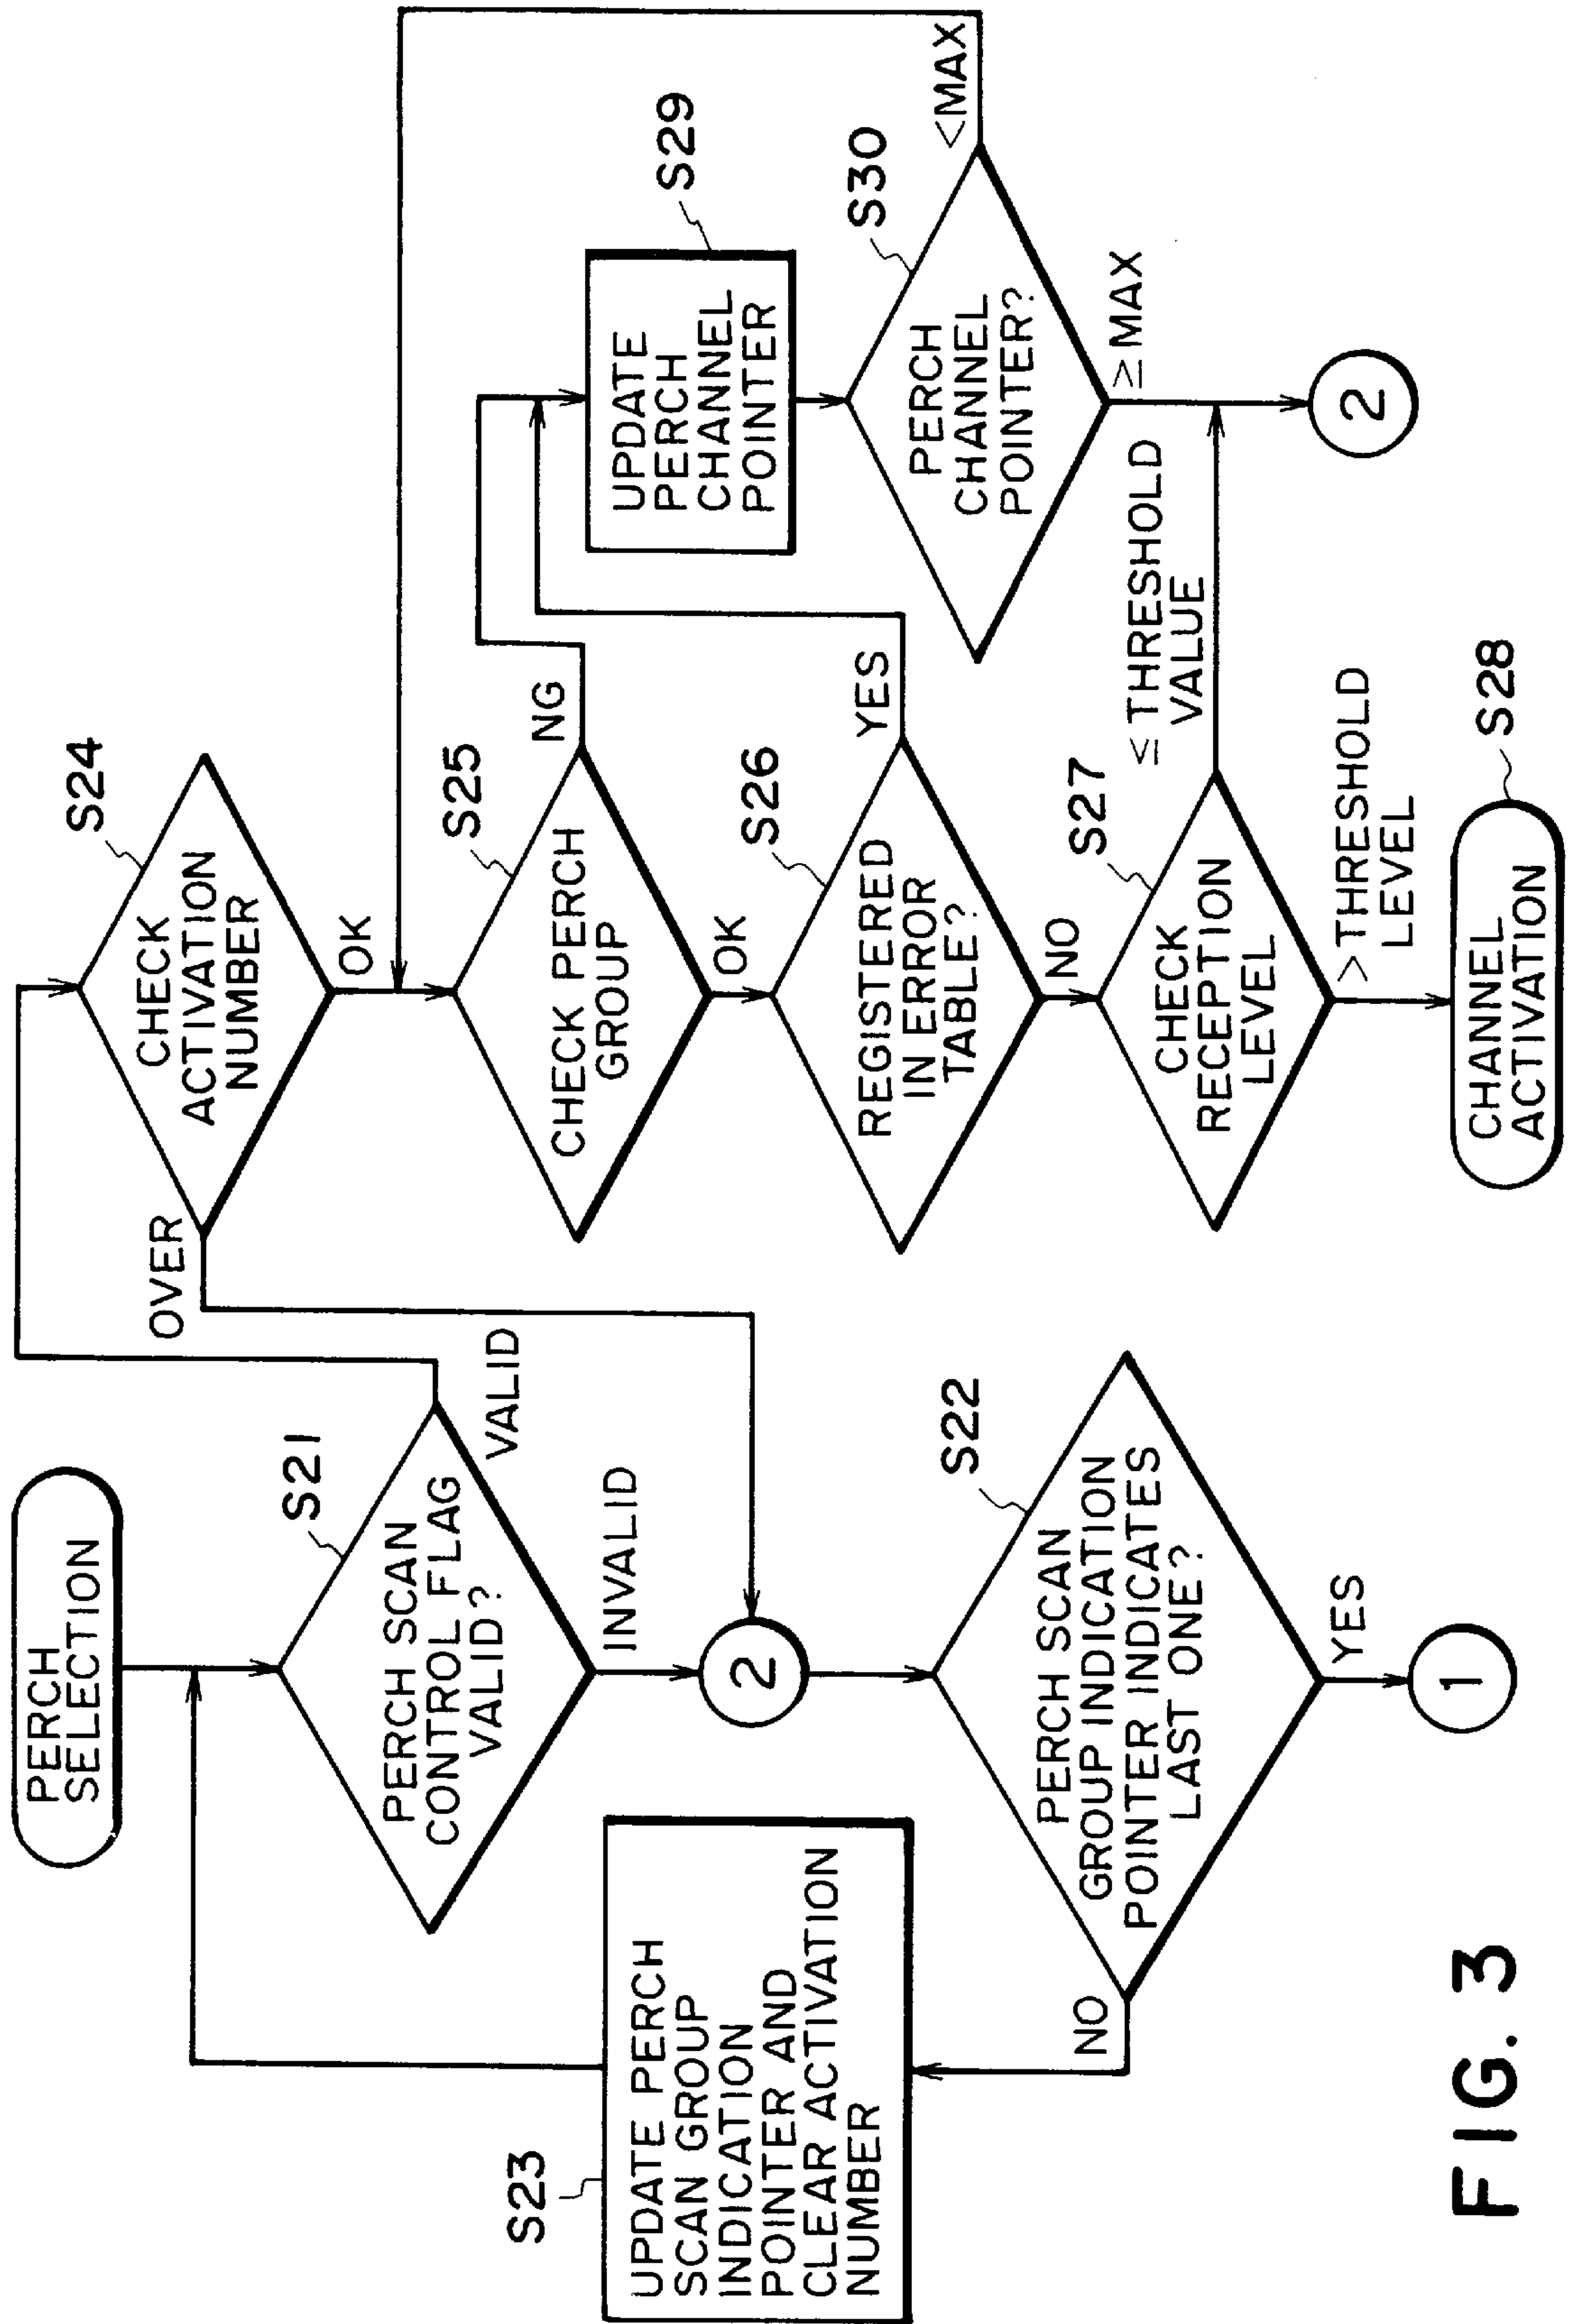 PERCH
SELECTION
S21
PERCH SCAN
CONTROL FLAG
VALID?
VALID
INVALID
2
S22
PERCH SCAN
GROUP INDICATION
POINTER INDICATES
LAST ONE?
NO
YES
1
S23
UPDATE PERCH
SCAN GROUP
INDICATION
POINTER AND
CLEAR ACTIVATION
NUMBER
S24
CHECK
ACTIVATION
NUMBER
OVER
OK
S25
CHECK PERCH
GROUP
NG
OK
S26
REGISTERED
IN ERROR
TABLE?
YES
NO
S27
CHECK
RECEPTION
LEVEL
≤ THRESHOLD
VALUE
> THRESHOLD
LEVEL
S28
CHANNEL
ACTIVATION
S29
UPDATE
PERCH
CHANNEL
POINTER
S30
PERCH
CHANNEL
POINTER?
<MAX
≥MAX
2
FIG. 3